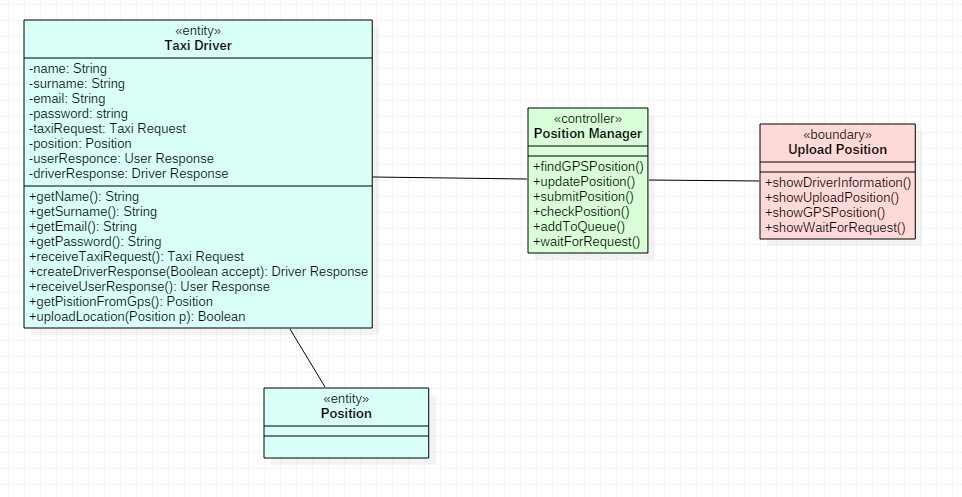 «entity»
Taxi Driver
-name: String
-surname: String
-email: String
-password: string
-taxiRequest: Taxi Request
-position: Position
-userResponce: User Response
-driverResponse: Driver Response
+getName(): String
+getSurname(): String
+getEmail(): String
+getPassword(): String
+receiveTaxiRequest(): Taxi Request
+createDriverResponse(Boolean accept): Driver Response
+receiveUserResponse(): User Response
+getPisitionFromGps(): Position
+uploadLocation(Position p): Boolean
«controller»
Position Manager
+findGPSPosition()
+updatePosition()
+submitPosition()
+checkPosition()
+addToQueue()
+waitForRequest()
«boundary»
Upload Position
+showDriverInformation()
+showUploadPosition()
+showGPSPosition()
+showWaitForRequest()
«entity»
Position